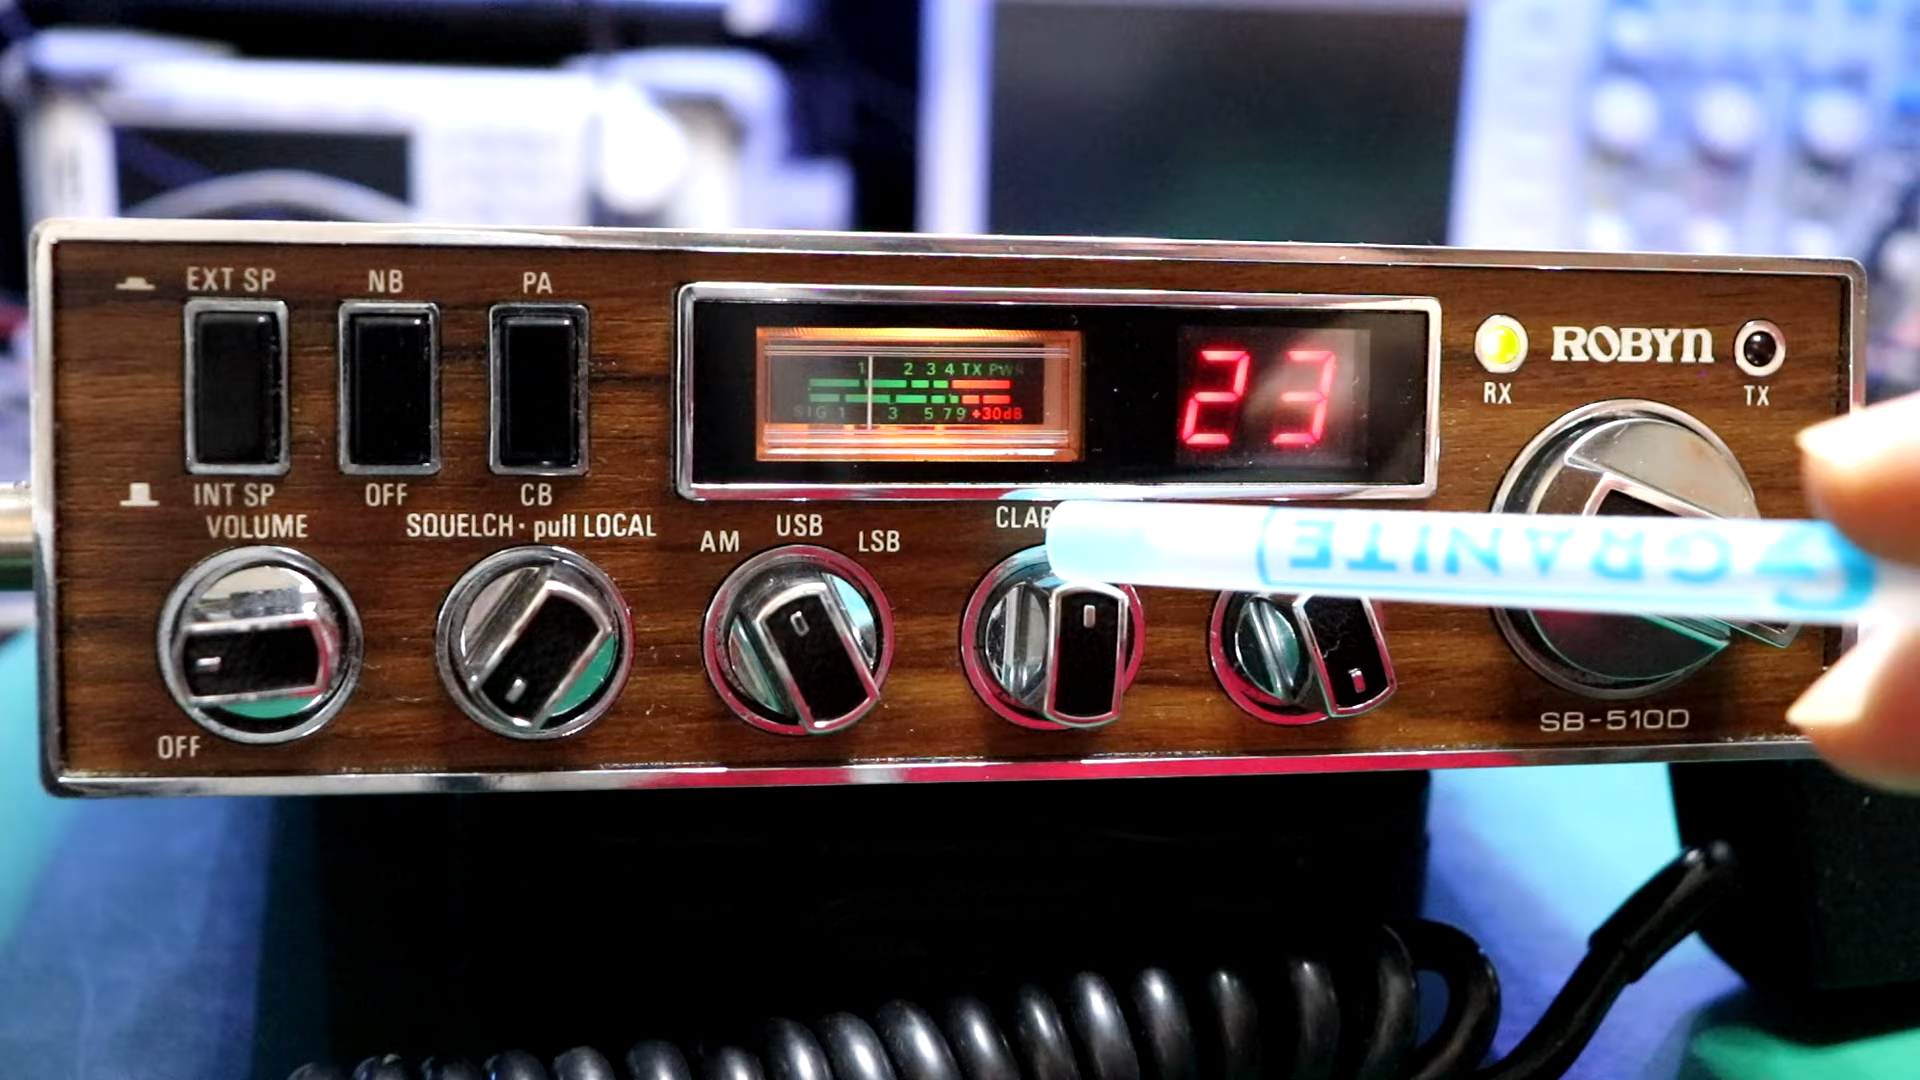 EXT SP NB PA
INT SP OFF CB
1 2 3 4 TX PWR
SIG 1 3 5 7 9 +30dB
23
RX ROBYN TX
VOLUME SQUELCH · pull LOCAL AM USB LSB
GRANITE
OFF
SB-510D